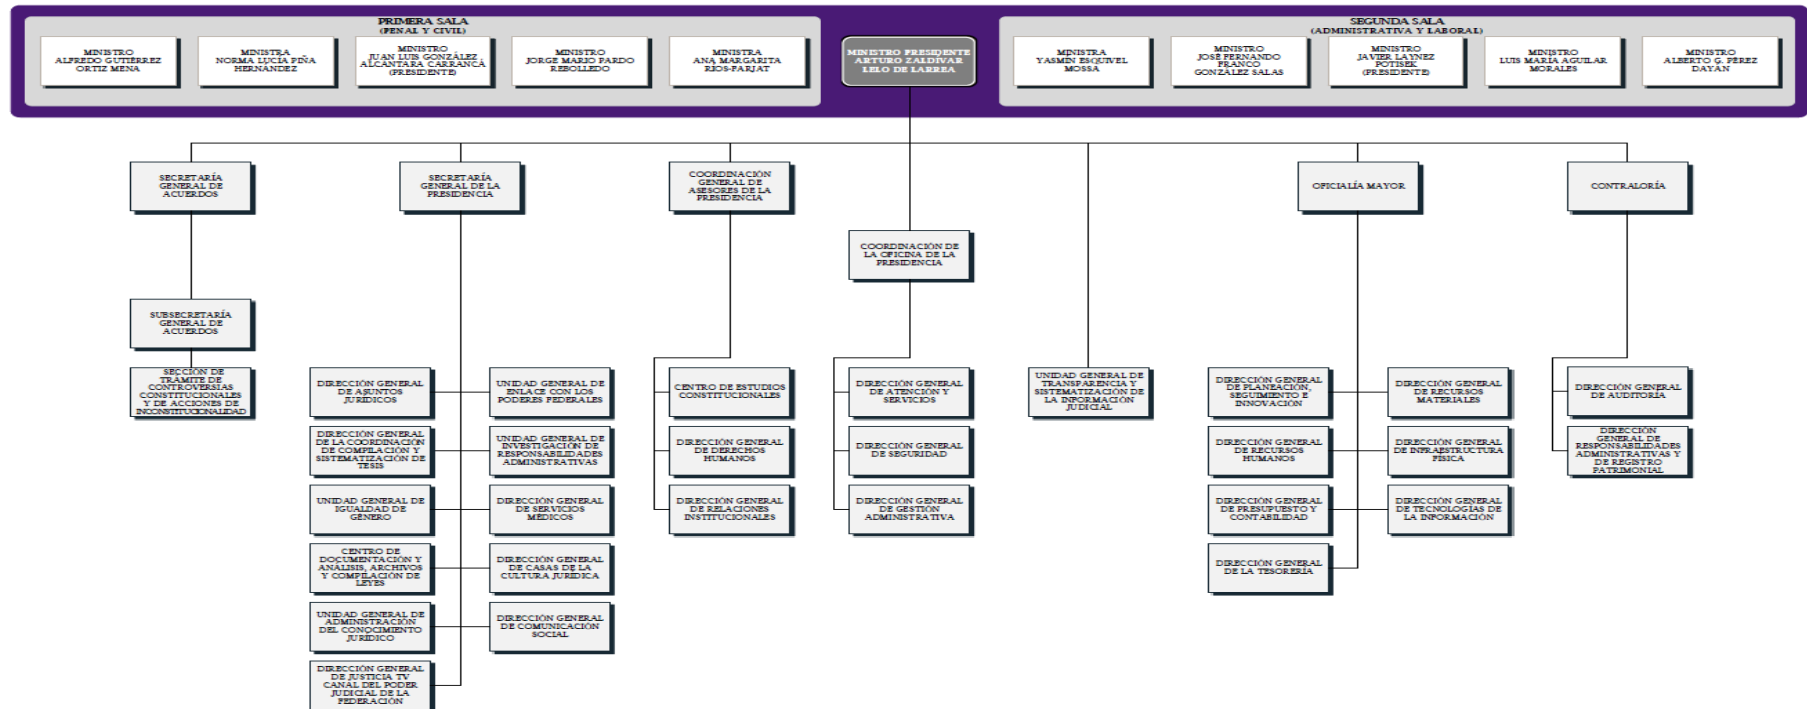 PRIMERA SALA
(PENAL Y CIVIL)
MINISTRO
ALFREDO GUTIÉRREZ
ORTIZ MENA
MINISTRA
NORMA LUCÍA PIÑA
HERNÁNDEZ
MINISTRO
JUAN LUIS GONZÁLEZ
ALCÁNTARA CARRANCÁ
(PRESIDENTE)
MINISTRO
JORGE MARIO PARDO
REBOLLEDO
MINISTRA
ANA MARGARITA
RÍOS-FARJAT
MINISTRO PRESIDENTE
ARTURO ZALDÍVAR
LELO DE LARREA
SEGUNDA SALA
(ADMINISTRATIVA Y LABORAL)
MINISTRA
YASMÍN ESQUIVEL
MOSSA
MINISTRO
JOSÉ FERNANDO
FRANCO
GONZÁLEZ SALAS
MINISTRO
JAVIER LAYNEZ
POTISEK
(PRESIDENTE)
MINISTRO
LUIS MARÍA AGUILAR
MORALES
MINISTRO
ALBERTO G. PÉREZ
DAYÁN
SECRETARÍA
GENERAL DE
ACUERDOS
SECRETARÍA
GENERAL DE LA
PRESIDENCIA
COORDINACIÓN
GENERAL DE
ASESORES DE LA
PRESIDENCIA
OFICIALÍA MAYOR
CONTRALORÍA
COORDINACIÓN DE
LA OFICINA DE LA
PRESIDENCIA
SUBSECRETARÍA
GENERAL DE
ACUERDOS
SECCIÓN DE
TRÁMITE DE
CONTROVERSIAS
CONSTITUCIONALES
Y DE ACCIONES DE
INCONSTITUCIONALIDAD
DIRECCIÓN GENERAL
DE ASUNTOS
JURÍDICOS
UNIDAD GENERAL DE
ENLACE CON LOS
PODERES FEDERALES
CENTRO DE ESTUDIOS
CONSTITUCIONALES
DIRECCIÓN GENERAL
DE ATENCIÓN Y
SERVICIOS
UNIDAD GENERAL DE
TRANSPARENCIA Y
SISTEMATIZACIÓN DE
LA INFORMACIÓN
JUDICIAL
DIRECCIÓN GENERAL
DE PLANEACIÓN,
SEGUIMIENTO E
INNOVACIÓN
DIRECCIÓN GENERAL
DE RECURSOS
MATERIALES
DIRECCIÓN GENERAL
DE AUDITORÍA
DIRECCIÓN GENERAL
DE LA COORDINACIÓN
DE COMPILACIÓN Y
SISTEMATIZACIÓN DE
TESIS
UNIDAD GENERAL DE
INVESTIGACIÓN DE
RESPONSABILIDADES
ADMINISTRATIVAS
DIRECCIÓN GENERAL
DE DERECHOS
HUMANOS
DIRECCIÓN GENERAL
DE SEGURIDAD
DIRECCIÓN GENERAL
DE RECURSOS
HUMANOS
DIRECCIÓN GENERAL
DE INFRAESTRUCTURA
FÍSICA
DIRECCIÓN
GENERAL DE
RESPONSABILIDADES
ADMINISTRATIVAS Y
DE REGISTRO
PATRIMONIAL
UNIDAD GENERAL DE
IGUALDAD DE
GÉNERO
DIRECCIÓN GENERAL
DE SERVICIOS
MÉDICOS
DIRECCIÓN GENERAL
DE RELACIONES
INSTITUCIONALES
DIRECCIÓN GENERAL
DE GESTIÓN
ADMINISTRATIVA
DIRECCIÓN GENERAL
DE PRESUPUESTO Y
CONTABILIDAD
DIRECCIÓN GENERAL
DE TECNOLOGÍAS DE
LA INFORMACIÓN
CENTRO DE
DOCUMENTACIÓN Y
ANÁLISIS, ARCHIVOS
Y COMPILACIÓN DE
LEYES
DIRECCIÓN GENERAL
DE CASAS DE LA
CULTURA JURÍDICA
DIRECCIÓN GENERAL
DE LA TESORERÍA
UNIDAD GENERAL DE
ADMINISTRACIÓN
DEL CONOCIMIENTO
JURÍDICO
DIRECCIÓN GENERAL
DE COMUNICACIÓN
SOCIAL
DIRECCIÓN GENERAL
DE JUSTICIA TV
CANAL DEL PODER
JUDICIAL DE LA
FEDERACIÓN